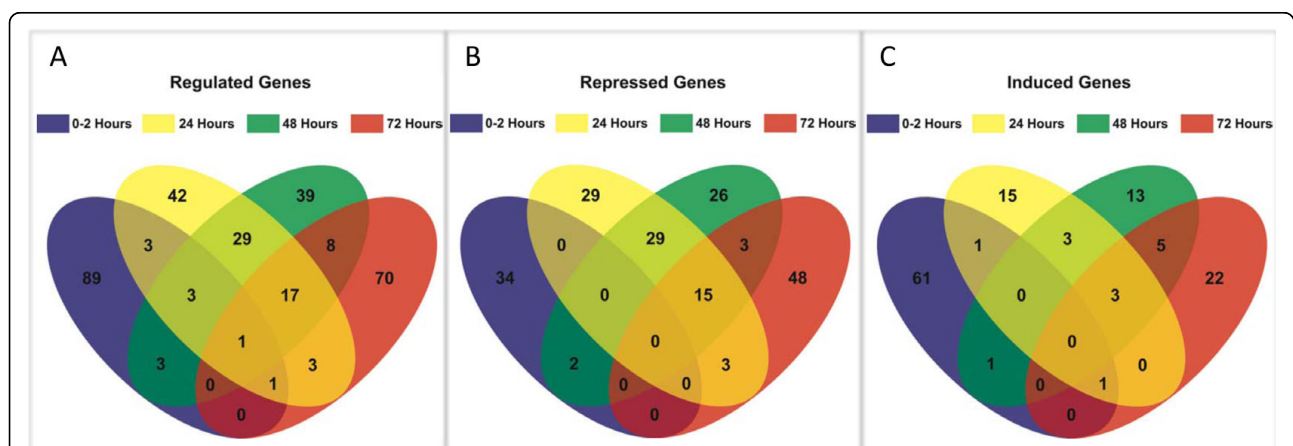 A
Regulated Genes
0-2 Hours 24 Hours 48 Hours 72 Hours
42 39
3 29 8
89 3 17 70
1
3 0 1 3
0
B
Repressed Genes
0-2 Hours 24 Hours 48 Hours 72 Hours
29 26
0 29 3
34 0 15 48
0
2 0 0 3
0
C
Induced Genes
0-2 Hours 24 Hours 48 Hours 72 Hours
15 13
1 3 5
61 0 3 22
0
1 0 1 0
0